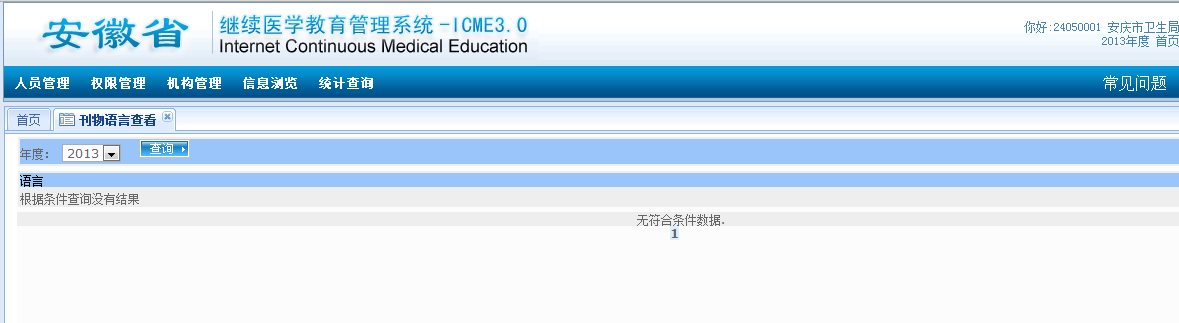 安徽省
继续医学教育管理系统-ICME3.0
Internet Continuous Medical Education
你好:24050001 安庆市卫生局
2013年度 首页
人员管理 权限管理 机构管理 信息浏览 统计查询 常见问题
首页 刊物语言查看
年度: 2013 查询
语言
根据条件查询没有结果
无符合条件数据.
1